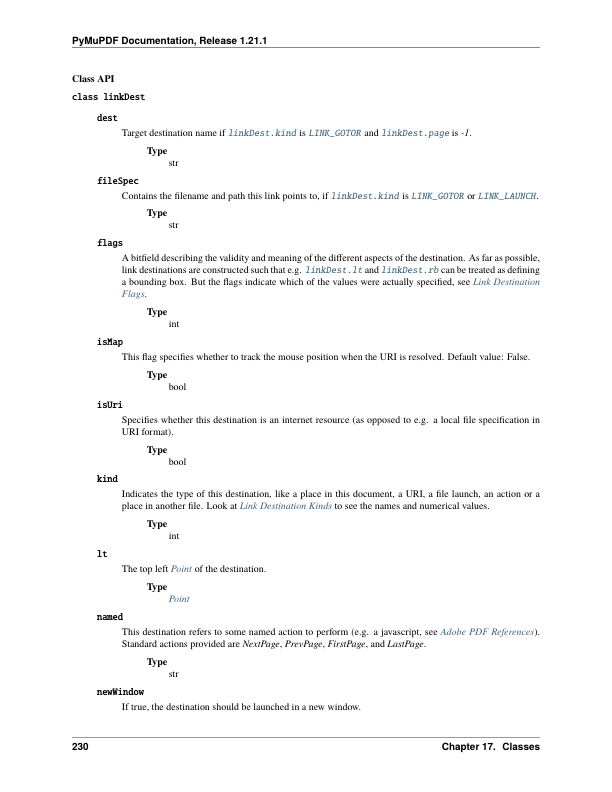 PyMuPDF Documentation, Release 1.21.1
Class API
class linkDest
dest
Target destination name if linkDest.kind is LINK_GOTOR and linkDest.page is -1.
Type
str
fileSpec
Contains the filename and path this link points to, if linkDest.kind is LINK_GOTOR or LINK_LAUNCH.
Type
str
flags
A bitfield describing the validity and meaning of the different aspects of the destination. As far as possible,
link destinations are constructed such that e.g. linkDest.lt and linkDest.rb can be treated as defining
a bounding box. But the flags indicate which of the values were actually specified, see Link Destination
Flags.
Type
int
isMap
This flag specifies whether to track the mouse position when the URI is resolved. Default value: False.
Type
bool
isUri
Specifies whether this destination is an internet resource (as opposed to e.g. a local file specification in
URI format).
Type
bool
kind
Indicates the type of this destination, like a place in this document, a URI, a file launch, an action or a
place in another file. Look at Link Destination Kinds to see the names and numerical values.
Type
int
lt
The top left Point of the destination.
Type
Point
named
This destination refers to some named action to perform (e.g. a javascript, see Adobe PDF References).
Standard actions provided are NextPage, PrevPage, FirstPage, and LastPage.
Type
str
newWindow
If true, the destination should be launched in a new window.
230 Chapter 17. Classes